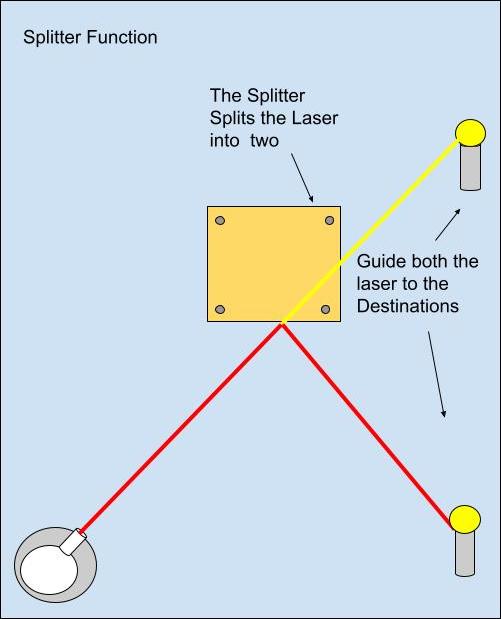 Splitter Function
The Splitter
Splits the Laser
into two
Guide both the
laser to the
Destinations